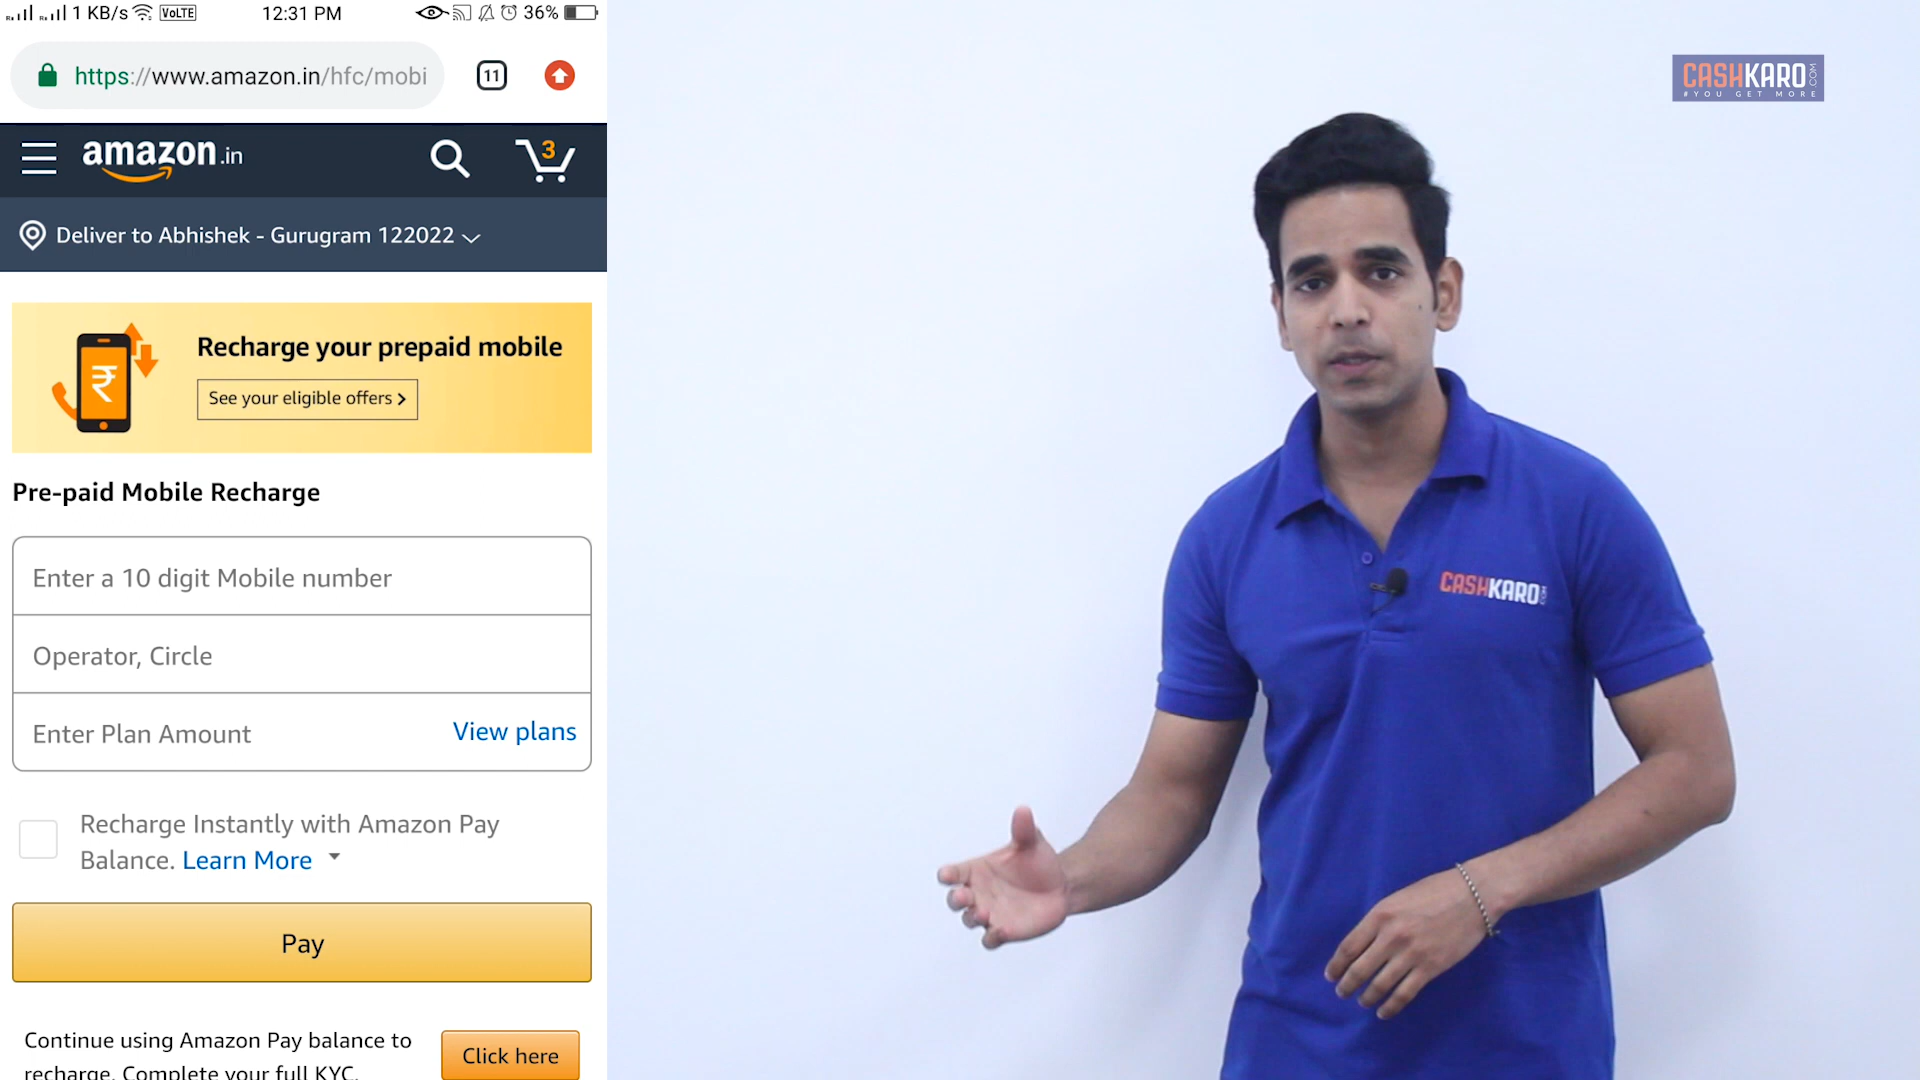 1 KB/s VoLTE 12:31 PM 36%
https://www.amazon.in/hfc/mobi 11
amazon.in 3
Deliver to Abhishek - Gurugram 122022
Recharge your prepaid mobile
See your eligible offers
₹
Pre-paid Mobile Recharge
Enter a 10 digit Mobile number
Operator, Circle
Enter Plan Amount View plans
Recharge Instantly with Amazon Pay
Balance. Learn More
Pay
Continue using Amazon Pay balance to
recharge. Complete your full KYC.
Click here
CASHKARO.COM
#YOU GET MORE
CASHKARO.COM